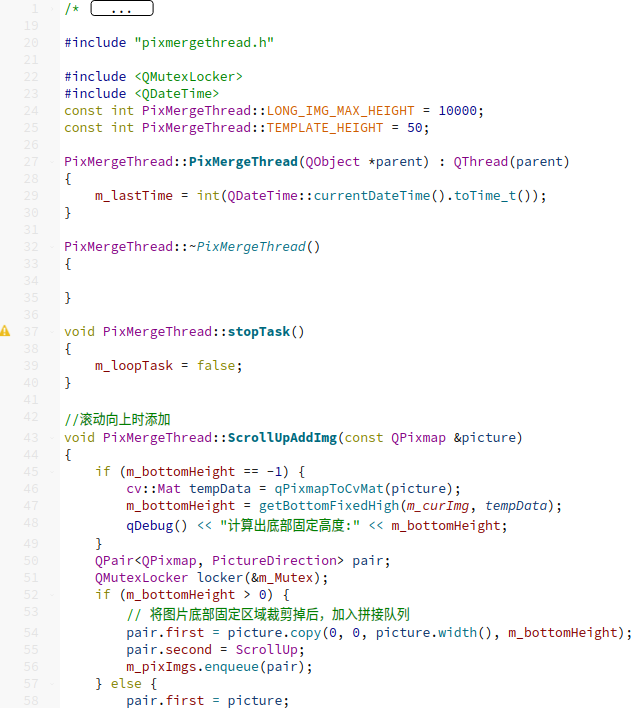 1 /* ...
19
20 #include "pixmergethread.h"
21
22 #include <QMutexLocker>
23 #include <QDateTime>
24 const int PixMergeThread::LONG_IMG_MAX_HEIGHT = 10000;
25 const int PixMergeThread::TEMPLATE_HEIGHT = 50;
26
27 PixMergeThread::PixMergeThread(QObject *parent) : QThread(parent)
28 {
29     m_lastTime = int(QDateTime::currentDateTime().toTime_t());
30 }
31
32 PixMergeThread::~PixMergeThread()
33 {
34
35 }
36
37 void PixMergeThread::stopTask()
38 {
39     m_loopTask = false;
40 }
41
42 //滚动向上时添加
43 void PixMergeThread::ScrollUpAddImg(const QPixmap &picture)
44 {
45     if (m_bottomHeight == -1) {
46         cv::Mat tempData = qPixmapToCvMat(picture);
47         m_bottomHeight = getBottomFixedHigh(m_curImg, tempData);
48         qDebug() << "计算出底部固定高度:" << m_bottomHeight;
49     }
50     QPair<QPixmap, PictureDirection> pair;
51     QMutexLocker locker(&m_Mutex);
52     if (m_bottomHeight > 0) {
53         // 将图片底部固定区域裁剪掉后，加入拼接队列
54         pair.first = picture.copy(0, 0, picture.width(), m_bottomHeight);
55         pair.second = ScrollUp;
56         m_pixImgs.enqueue(pair);
57     } else {
58         pair.first = picture;